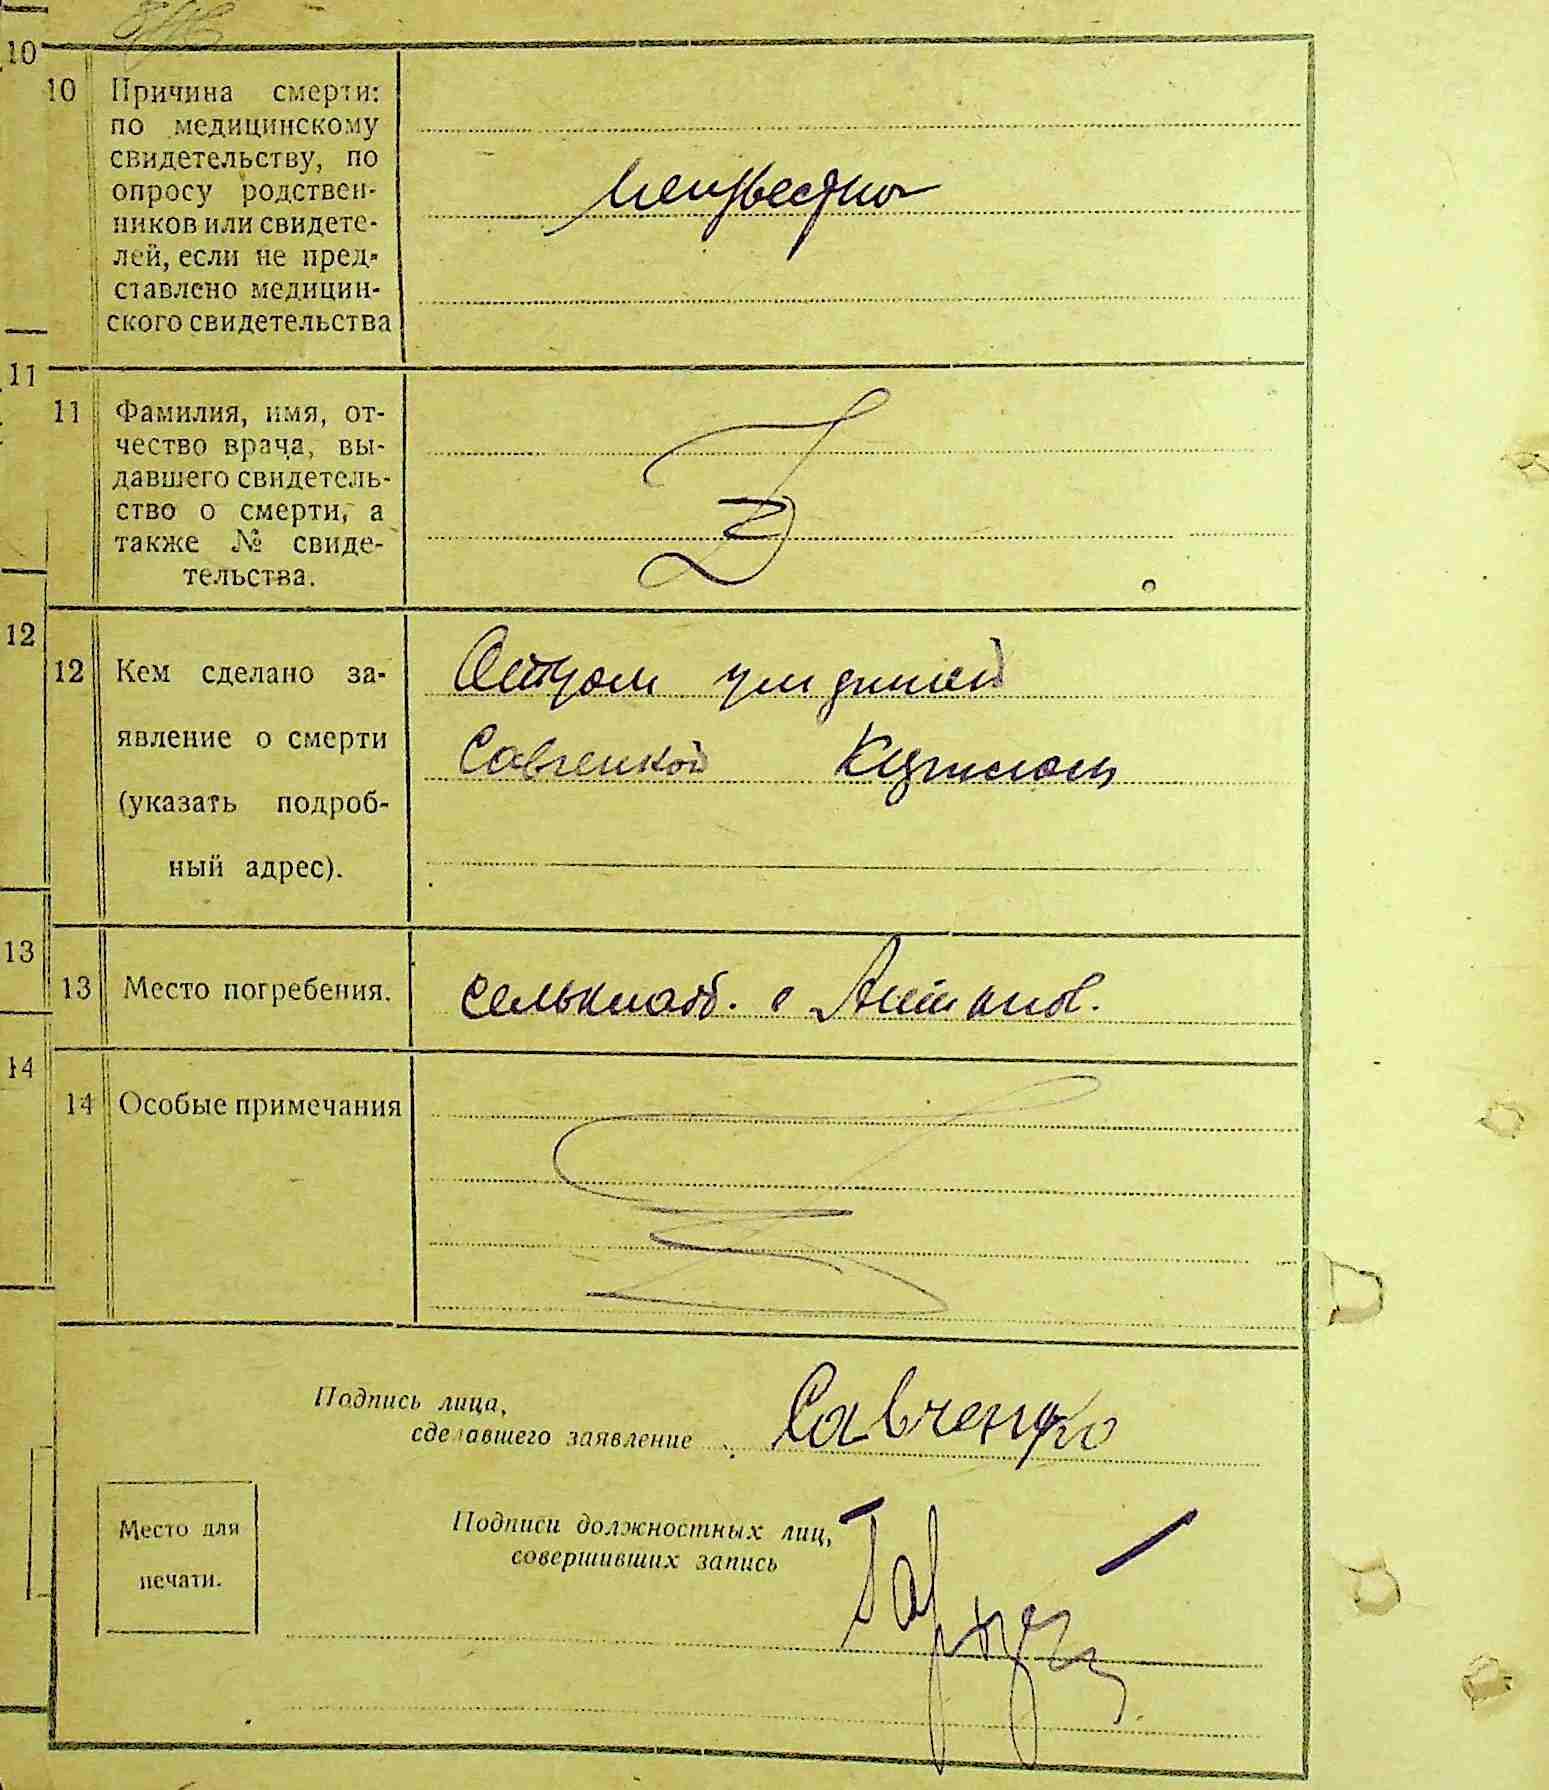 10
10 Причина смерти:
по медицинскому
свидетельству, по
опросу родствен-
ников или свидете-
лей, если не пред-
ставлено медицин-
ского свидетельства
неизвестно
11
11 Фамилия, имя, от-
чество врача, вы-
давшего свидетель-
ство о смерти, а
также № свиде-
тельства.
12
12 Кем сделано за-
явление о смерти
(указать подроб-
ный адрес).
Отцом
Савченкой
13
13 Место погребения.
с
14
14 Особые примечания
Подпись лица,
сделавшего заявление Савченко
Подписи должностных лиц,
совершивших запись
Место для
печати.